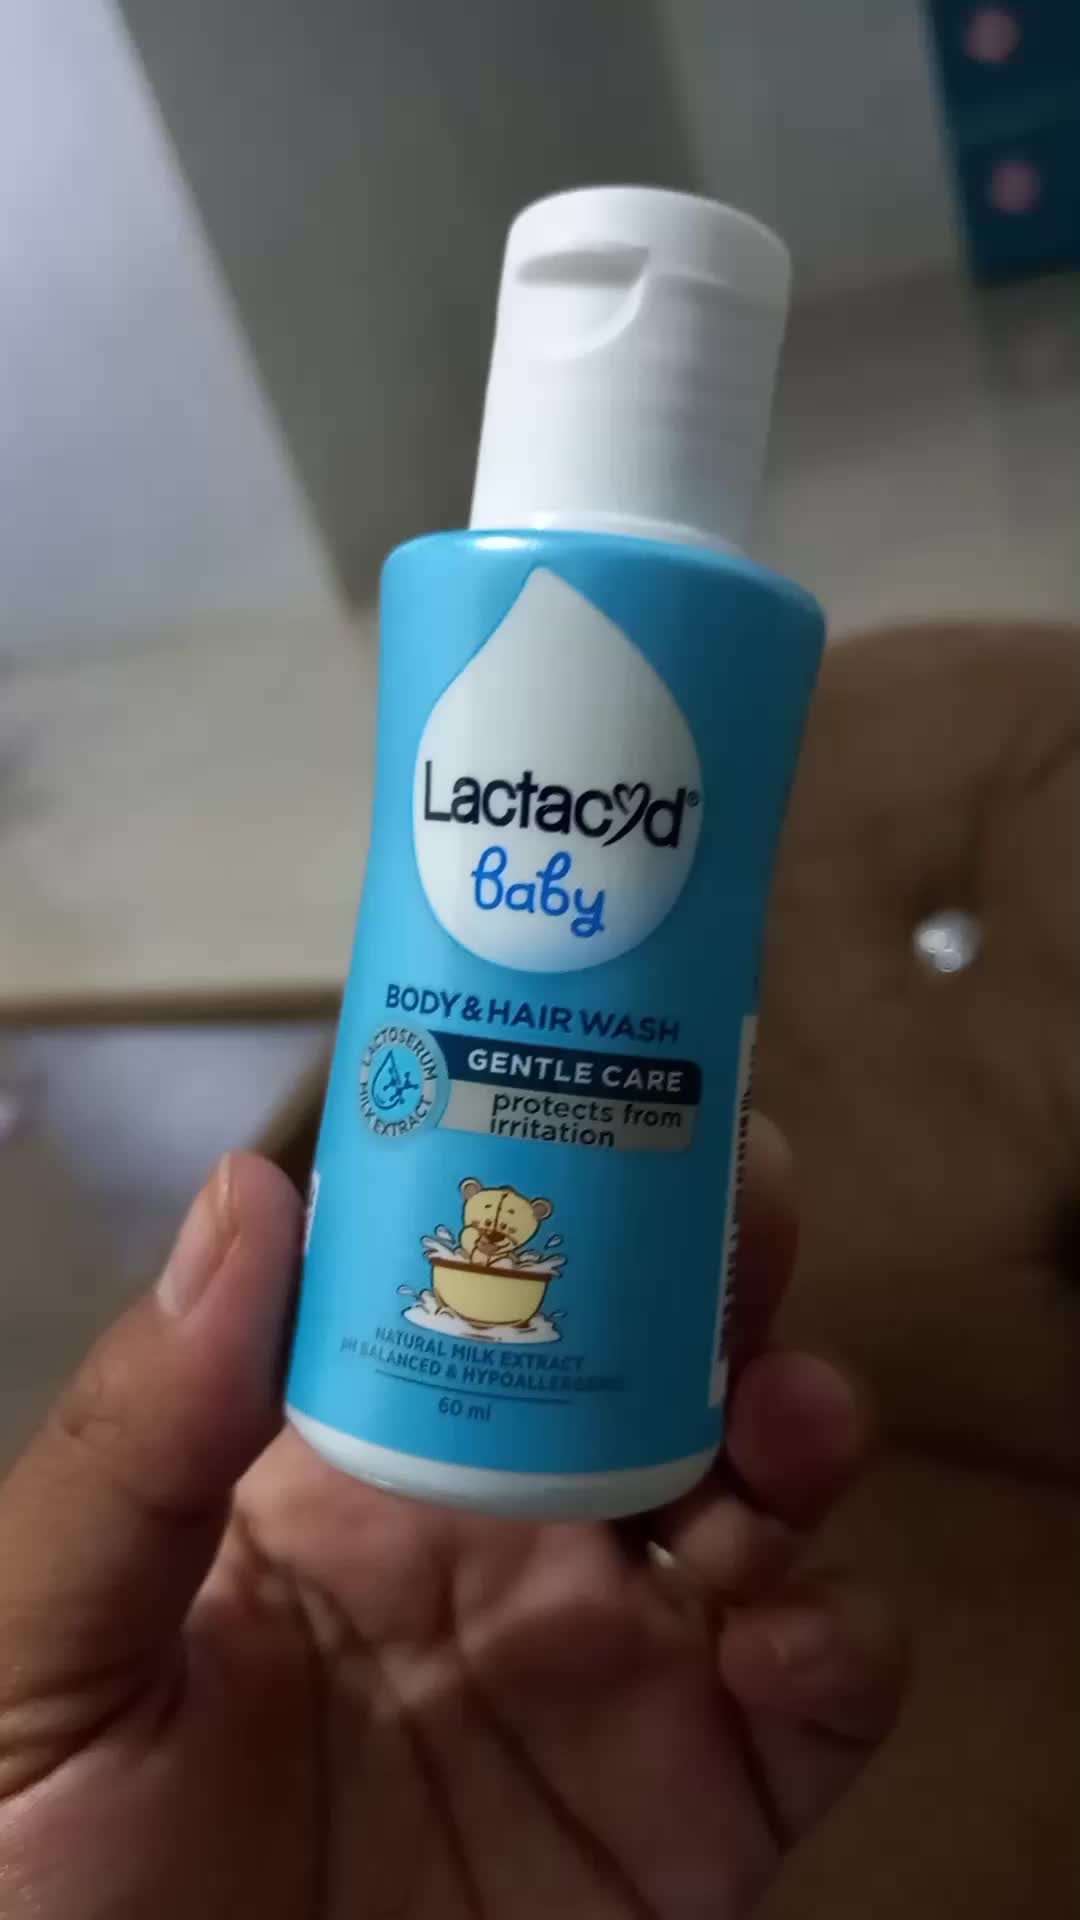 Lactacyd®
baby
BODY & HAIR WASH
LACTOSERUM
MILK EXTRACT
GENTLE CARE
protects from
irritation
NATURAL MILK EXTRACT
pH BALANCED & HYPOALLERGENIC
60 ml